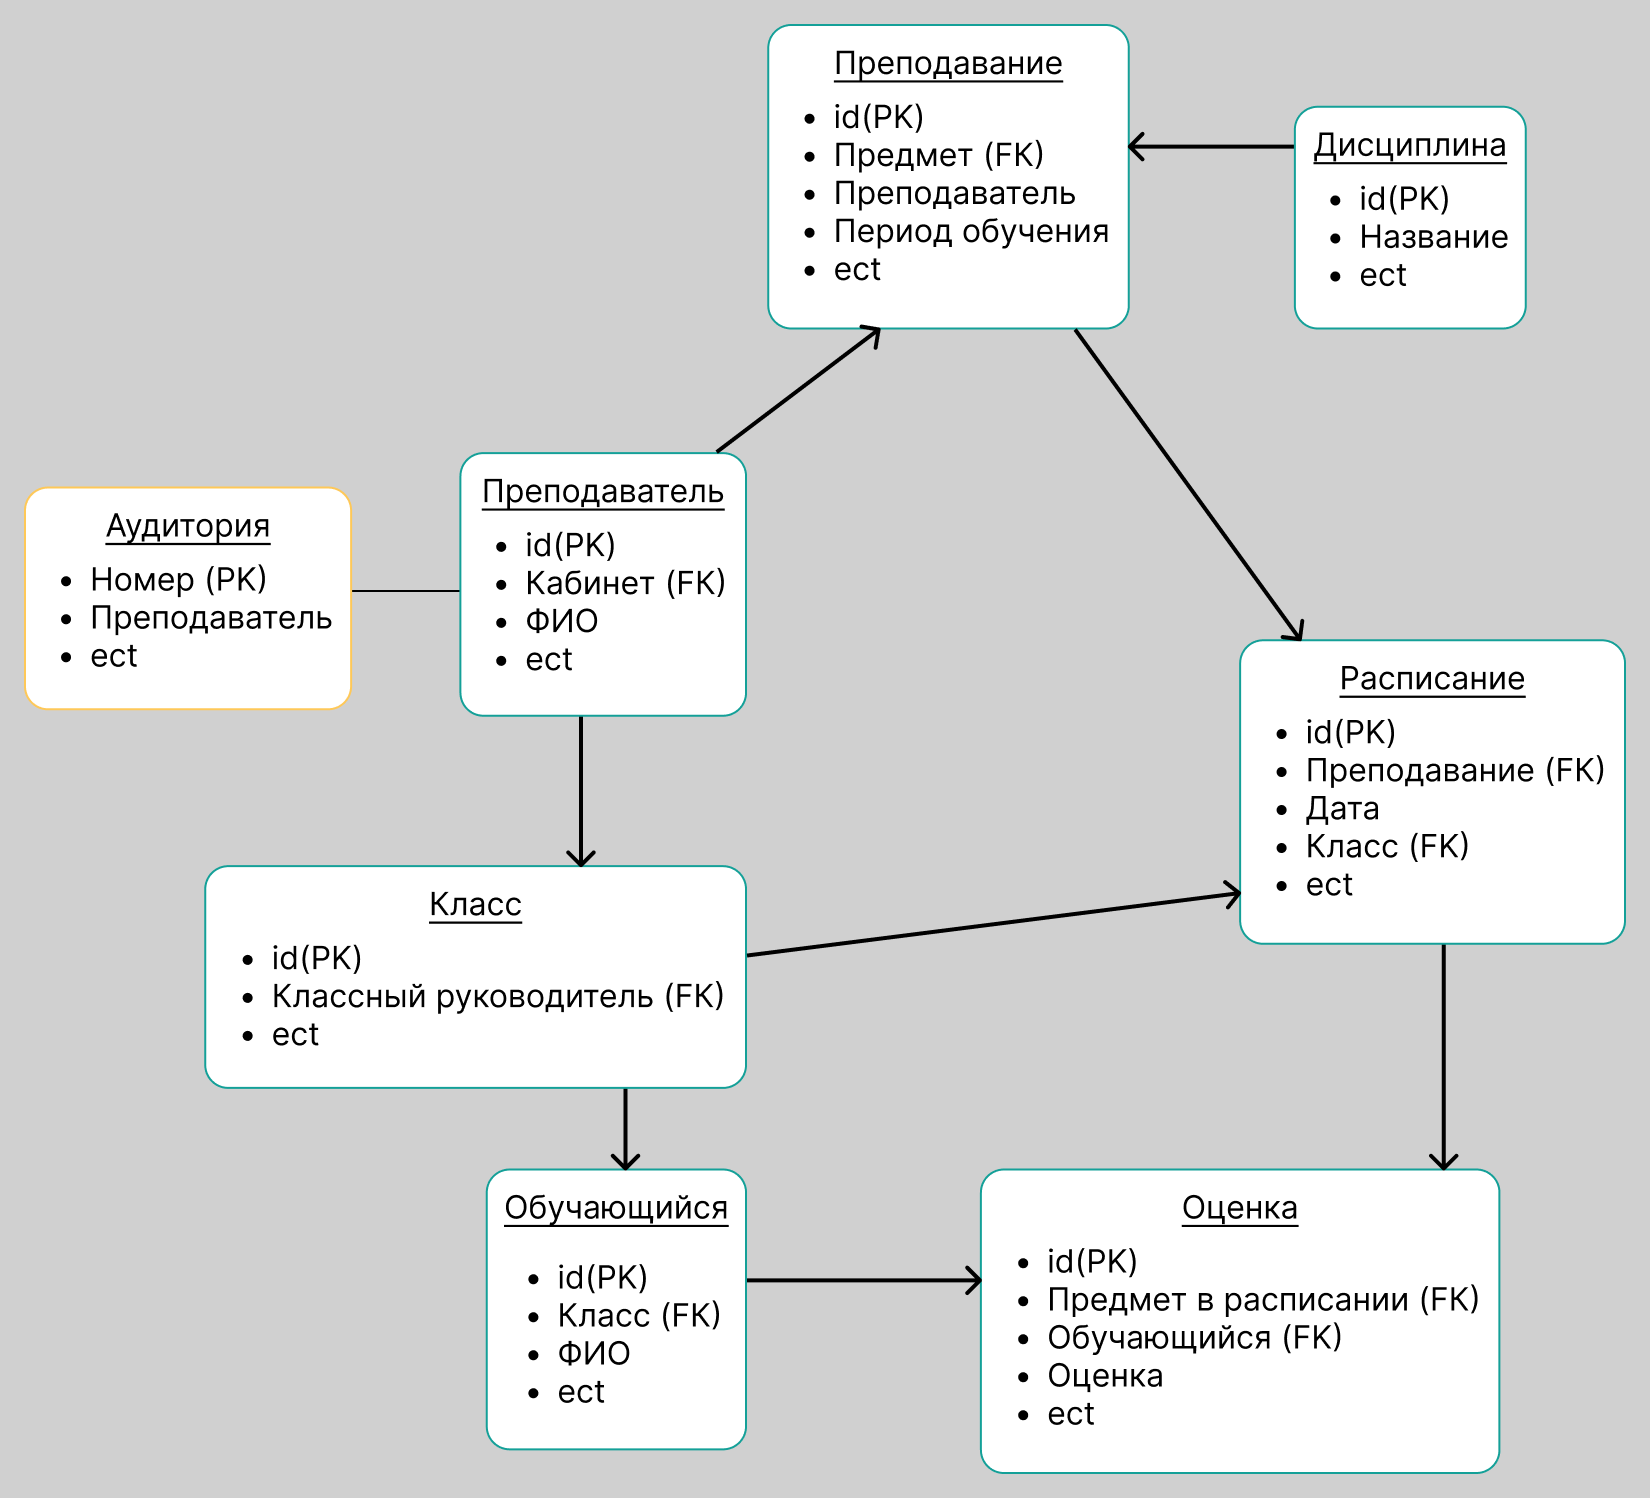 Преподавание
id(PK)
Предмет (FK)
Преподаватель
Период обучения
ect
Дисциплина
id(PK)
Название
ect
Аудитория
Номер (PK)
Преподаватель
ect
Преподаватель
id(PK)
Кабинет (FK)
ФИО
ect
Расписание
id(PK)
Преподавание (FK)
Дата
Класс (FK)
ect
Класс
id(PK)
Классный руководитель (FK)
ect
Обучающийся
id(PK)
Класс (FK)
ФИО
ect
Оценка
id(PK)
Предмет в расписании (FK)
Обучающийся (FK)
Оценка
ect